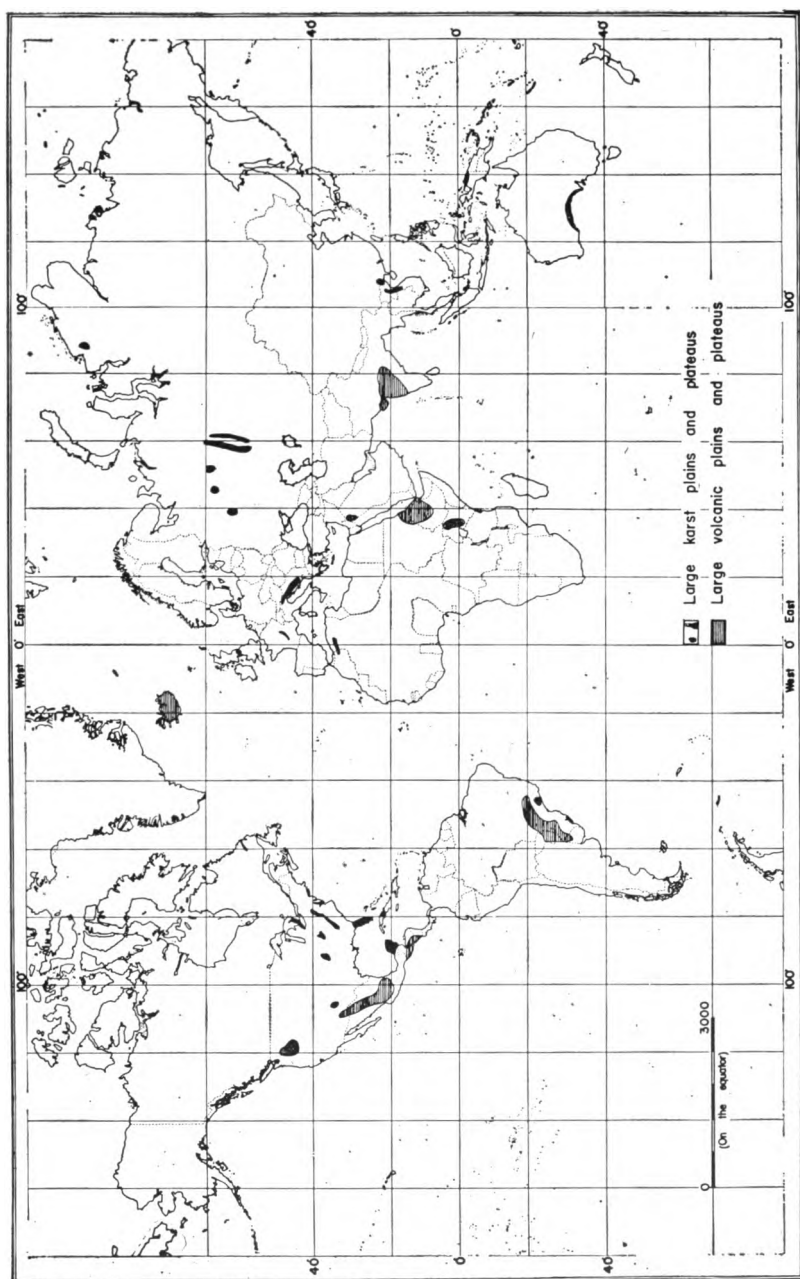 100°
West 0° East
100°
40°
0°
40°
40°
0°
40°
Large karst plains and plateaus
Large volcanic plains and plateaus
0 3000
(On the equator)
100°
West 0° East
100°